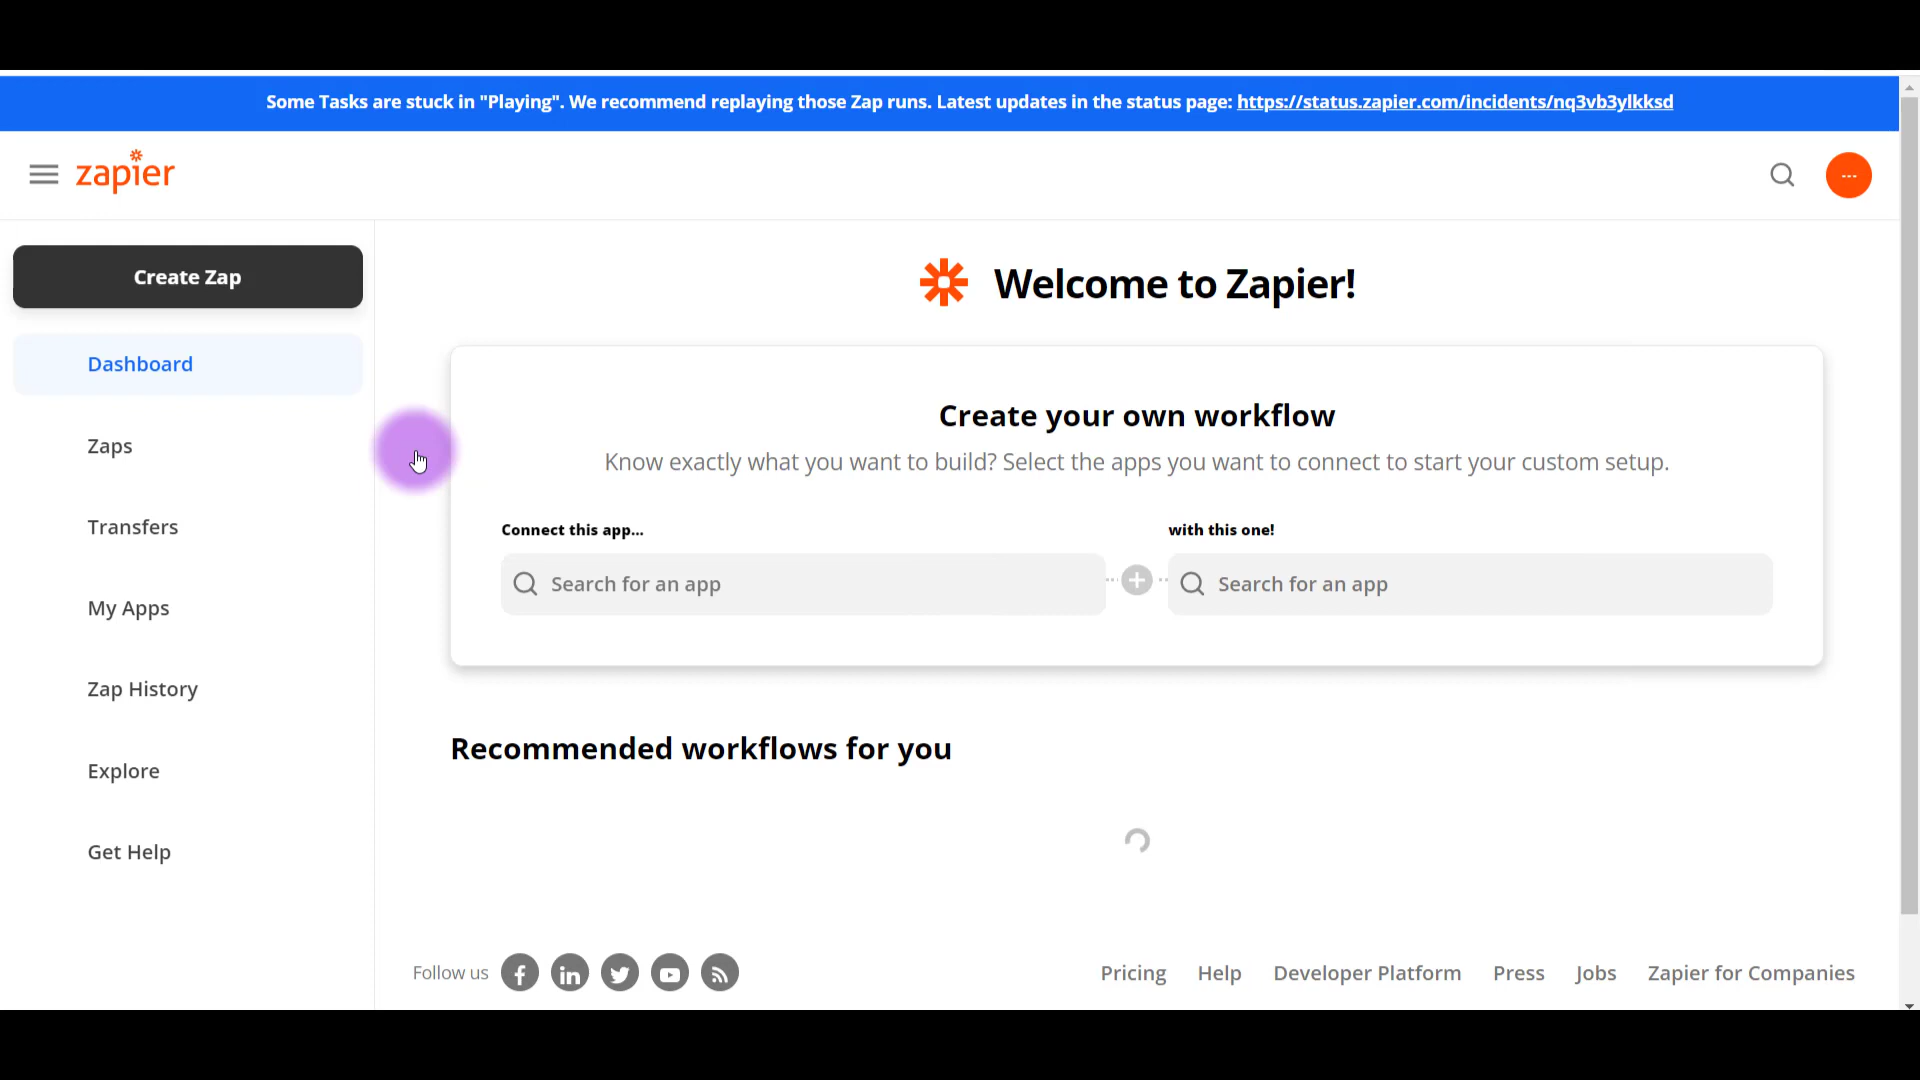 Some Tasks are stuck in "Playing". We recommend replaying those Zap runs. Latest updates in the status page: https://status.zapier.com/incidents/nq3vb3ylkksd
zapier
---
Create Zap
Dashboard
Zaps
Transfers
My Apps
Zap History
Explore
Get Help
Welcome to Zapier!
Create your own workflow
Know exactly what you want to build? Select the apps you want to connect to start your custom setup.
Connect this app...
with this one!
Search for an app
Search for an app
Recommended workflows for you
Follow us
Pricing Help Developer Platform Press Jobs Zapier for Companies